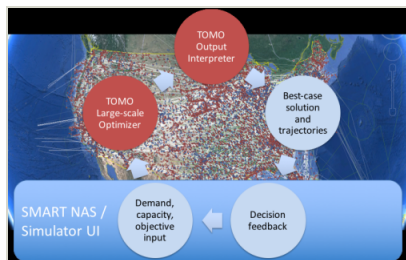 TOMO
Output
Interpreter
TOMO
Large-scale
Optimizer
Best-case
solution
and
trajectories
SMART NAS /
Simulator UI
Demand,
capacity,
objective
input
Decision
feedback